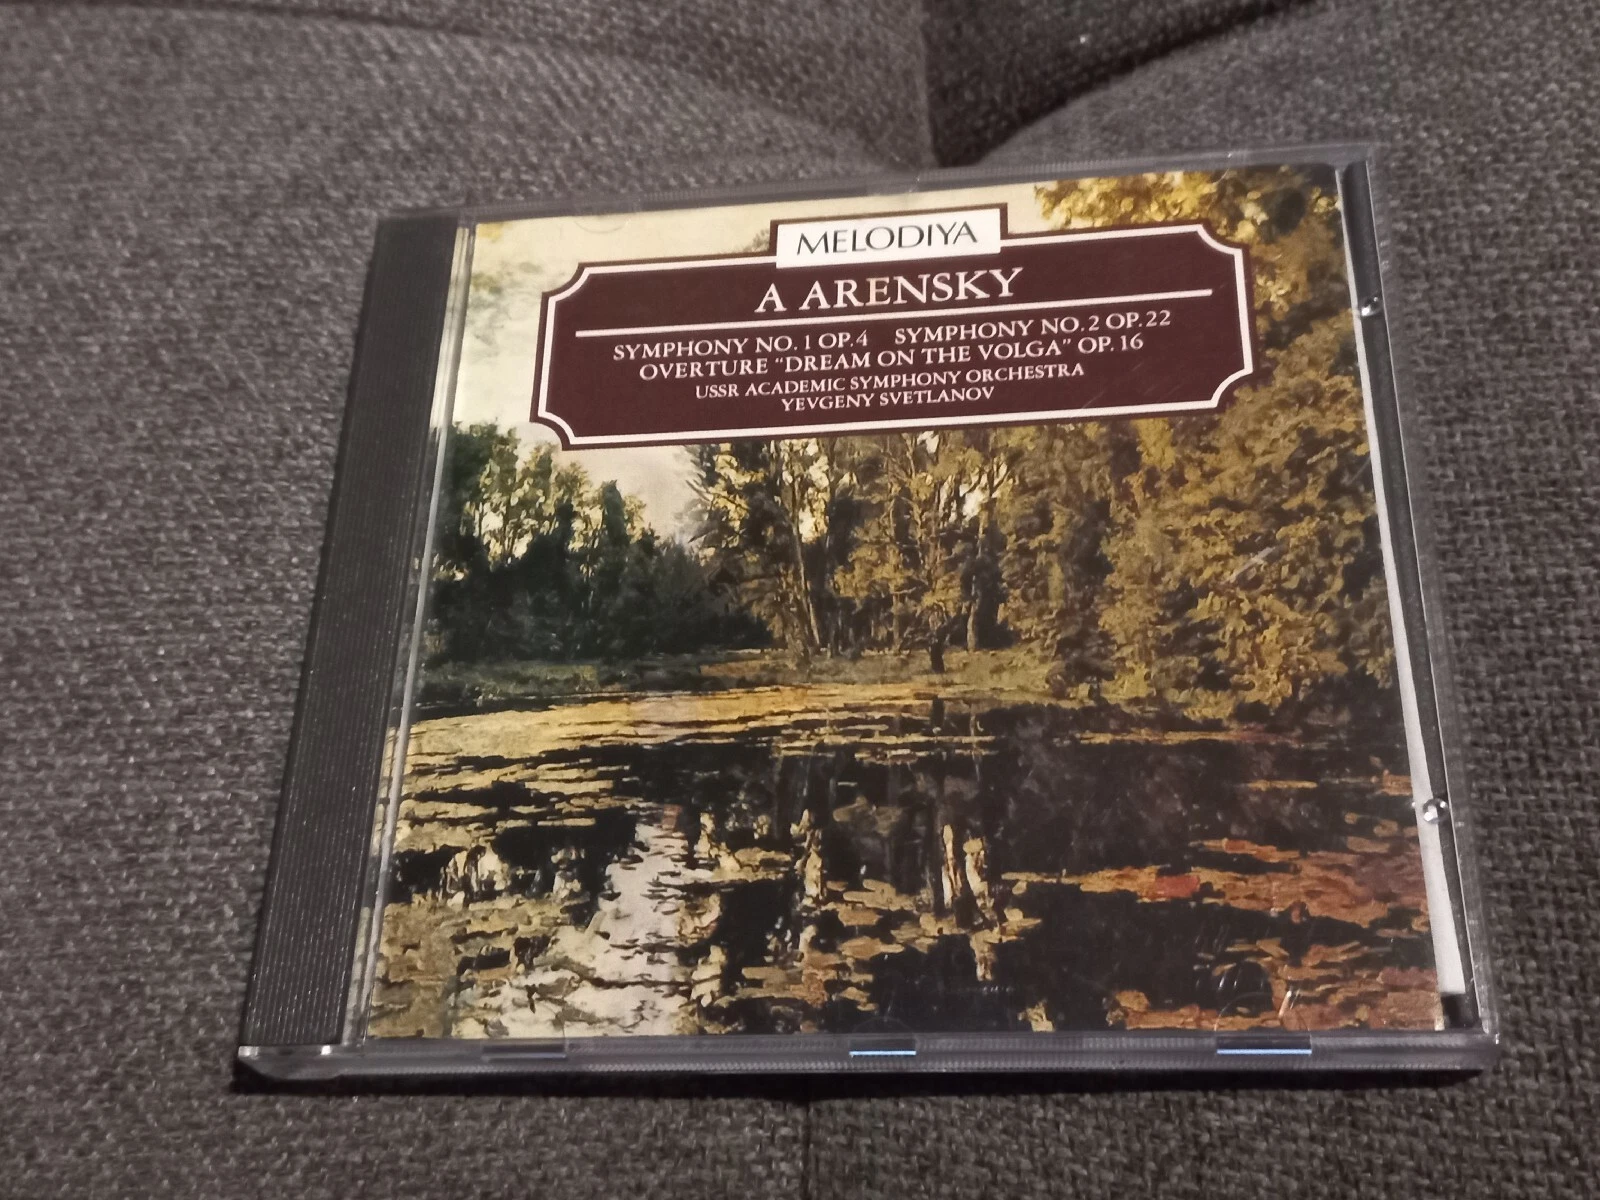 MELODIYA
A ARENSKY
SYMPHONY NO. 1 OP. 4 SYMPHONY NO. 2 OP. 22
OVERTURE "DREAM ON THE VOLGA" OP. 16
USSR ACADEMIC SYMPHONY ORCHESTRA
YEVGENY SVETLANOV